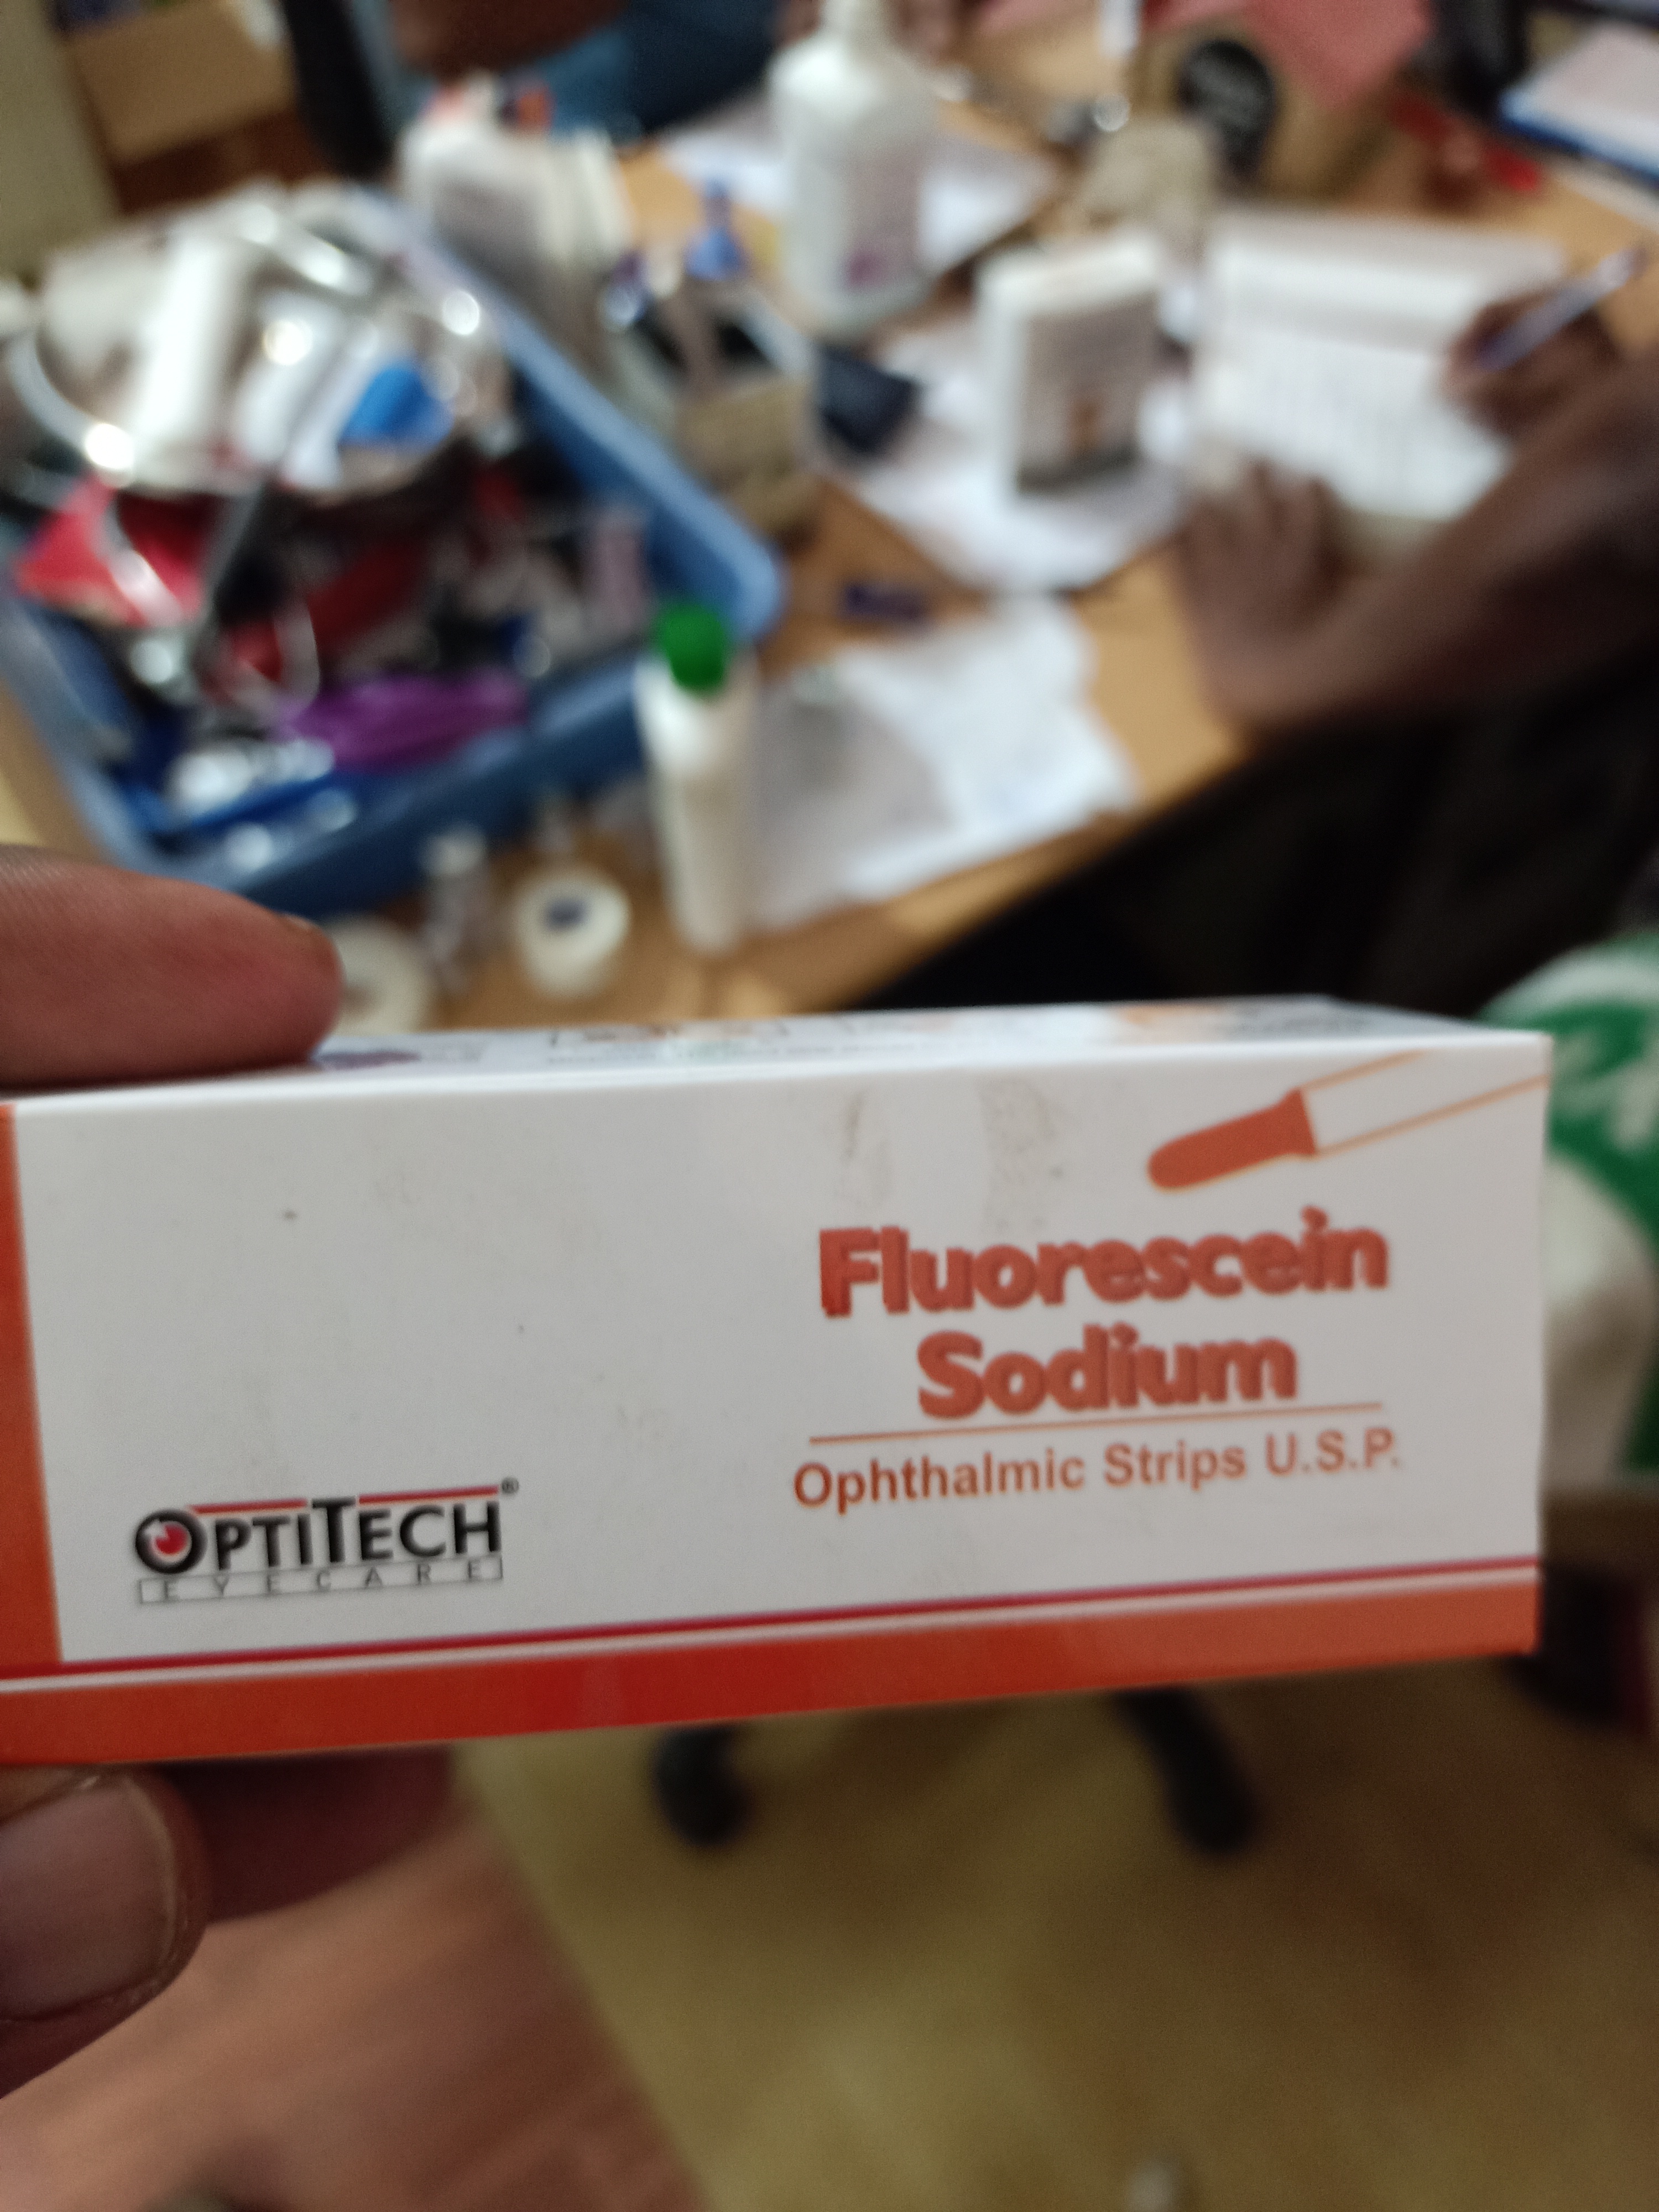 Fluorescein
Sodium
Ophthalmic Strips U.S.P.
OPTITECH®
EYECARE